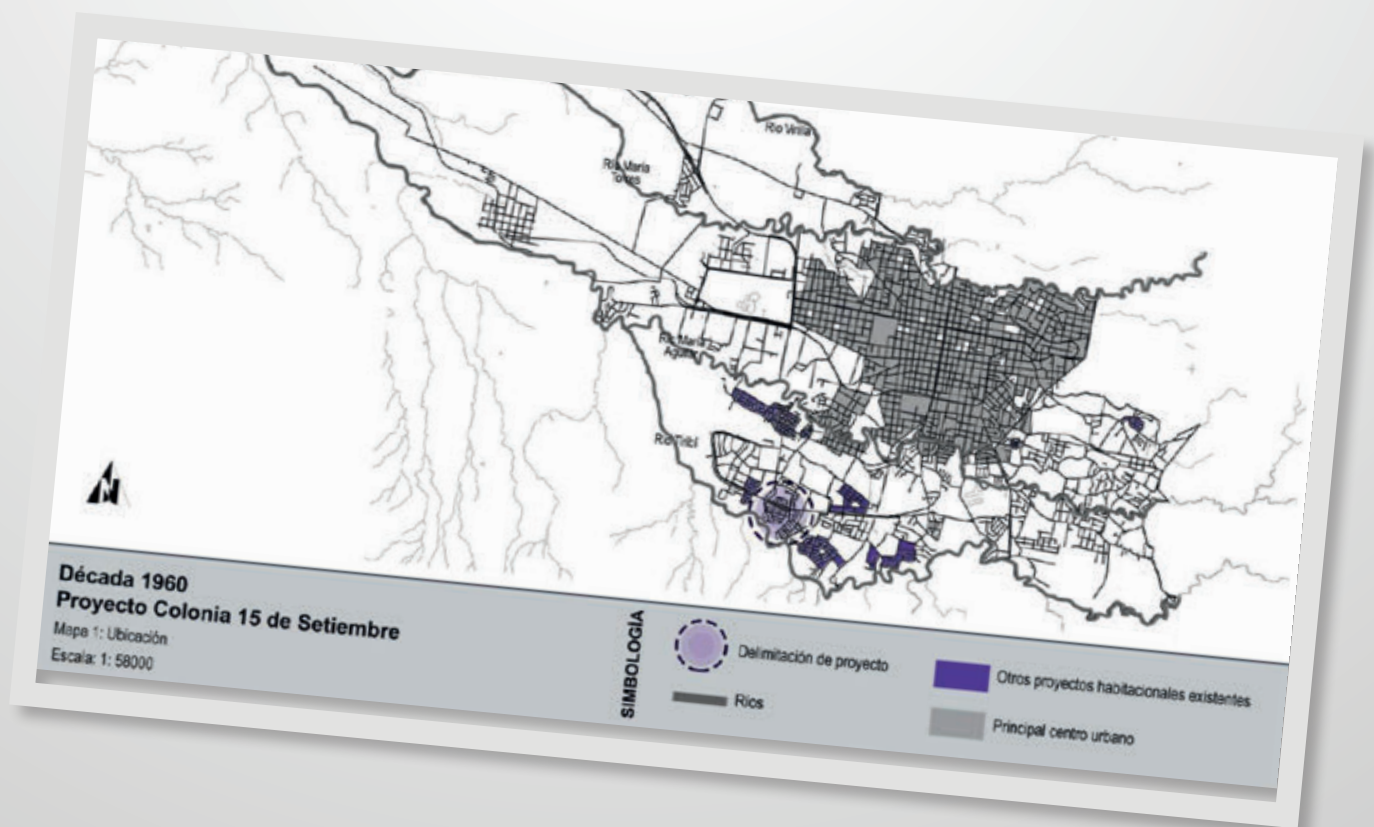 Río Virilla
Río María
Torres
Río María
Aguilar
Río Tiribí
N
Década 1960
Proyecto Colonia 15 de Setiembre
Mapa 1: Ubicación
Escala: 1: 58000
SIMBOLOGÍA
Delimitación de proyecto
Ríos
Otros proyectos habitacionales existentes
Principal centro urbano